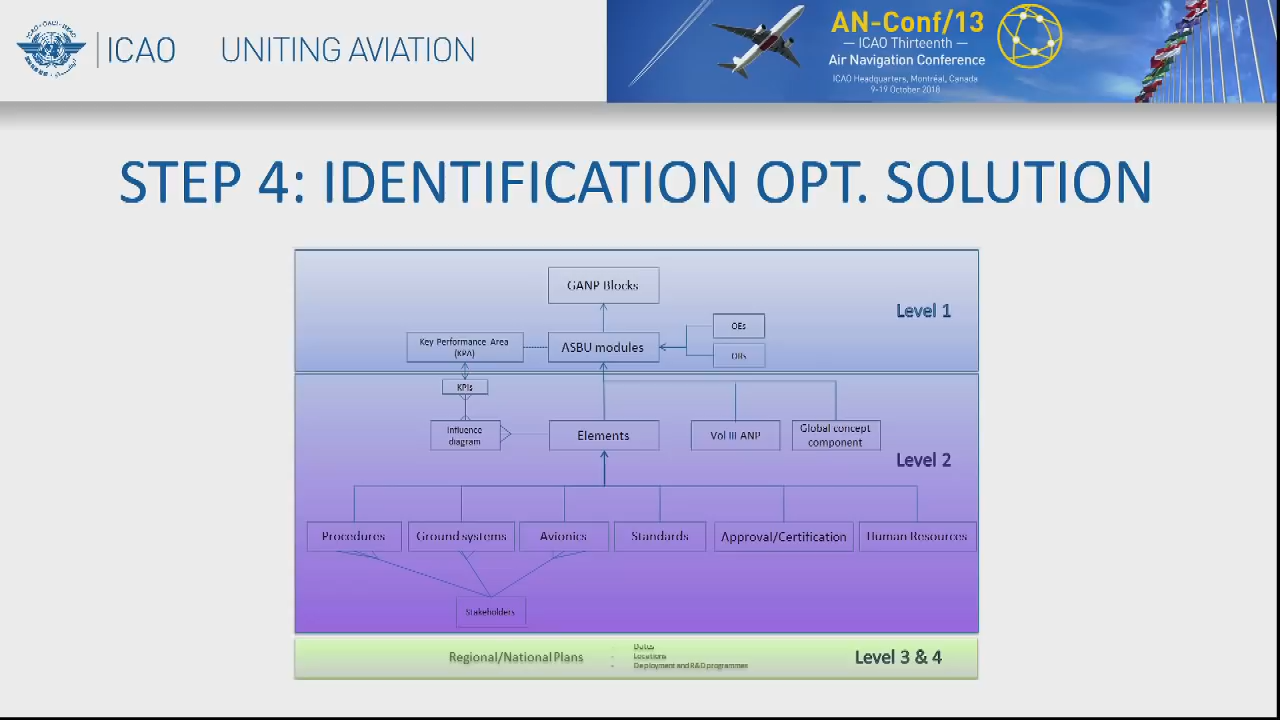 ICAO
UNITING AVIATION
AN-Conf/13
— ICAO Thirteenth —
Air Navigation Conference
ICAO Headquarters, Montréal, Canada
9-19 October 2018
STEP 4: IDENTIFICATION OPT. SOLUTION
GANP Blocks
Level 1
Key Performance Area
(KPA)
ASBU modules
OEs
KPIs
Influence
diagram
Elements
Vol III ANP
Global concept
component
Level 2
Procedures
Ground systems
Avionics
Standards
Approval/Certification
Human Resources
Stakeholders
Regional/National Plans
- Dates
- Locations
- Deployment and R&D programmes
Level 3 & 4